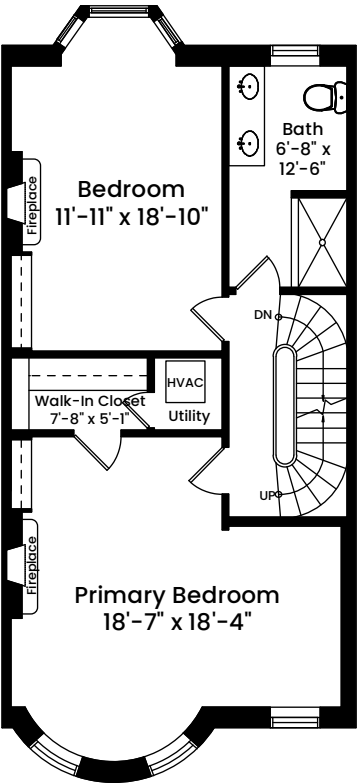 Bath
6'-8" x
12'-6"
Bedroom
11'-11" x 18'-10"
Fireplace
DN
HVAC
Walk-In Closet
7'-8" x 5'-1"
Utility
UP
Fireplace
Primary Bedroom
18'-7" x 18'-4"